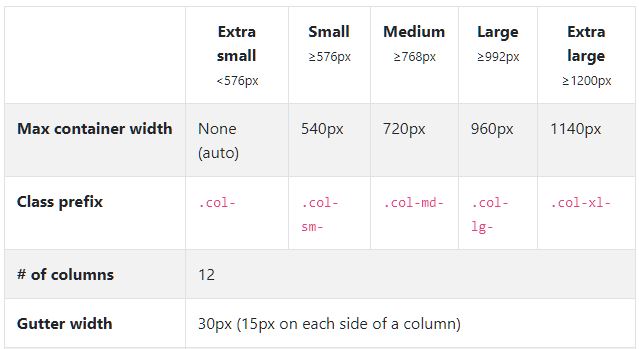 Extra small <576px
Small ≥576px
Medium ≥768px
Large ≥992px
Extra large ≥1200px
Max container width
None (auto)
540px
720px
960px
1140px
Class prefix
.col-
.col-sm-
.col-md-
.col-lg-
.col-xl-
# of columns
12
Gutter width
30px (15px on each side of a column)